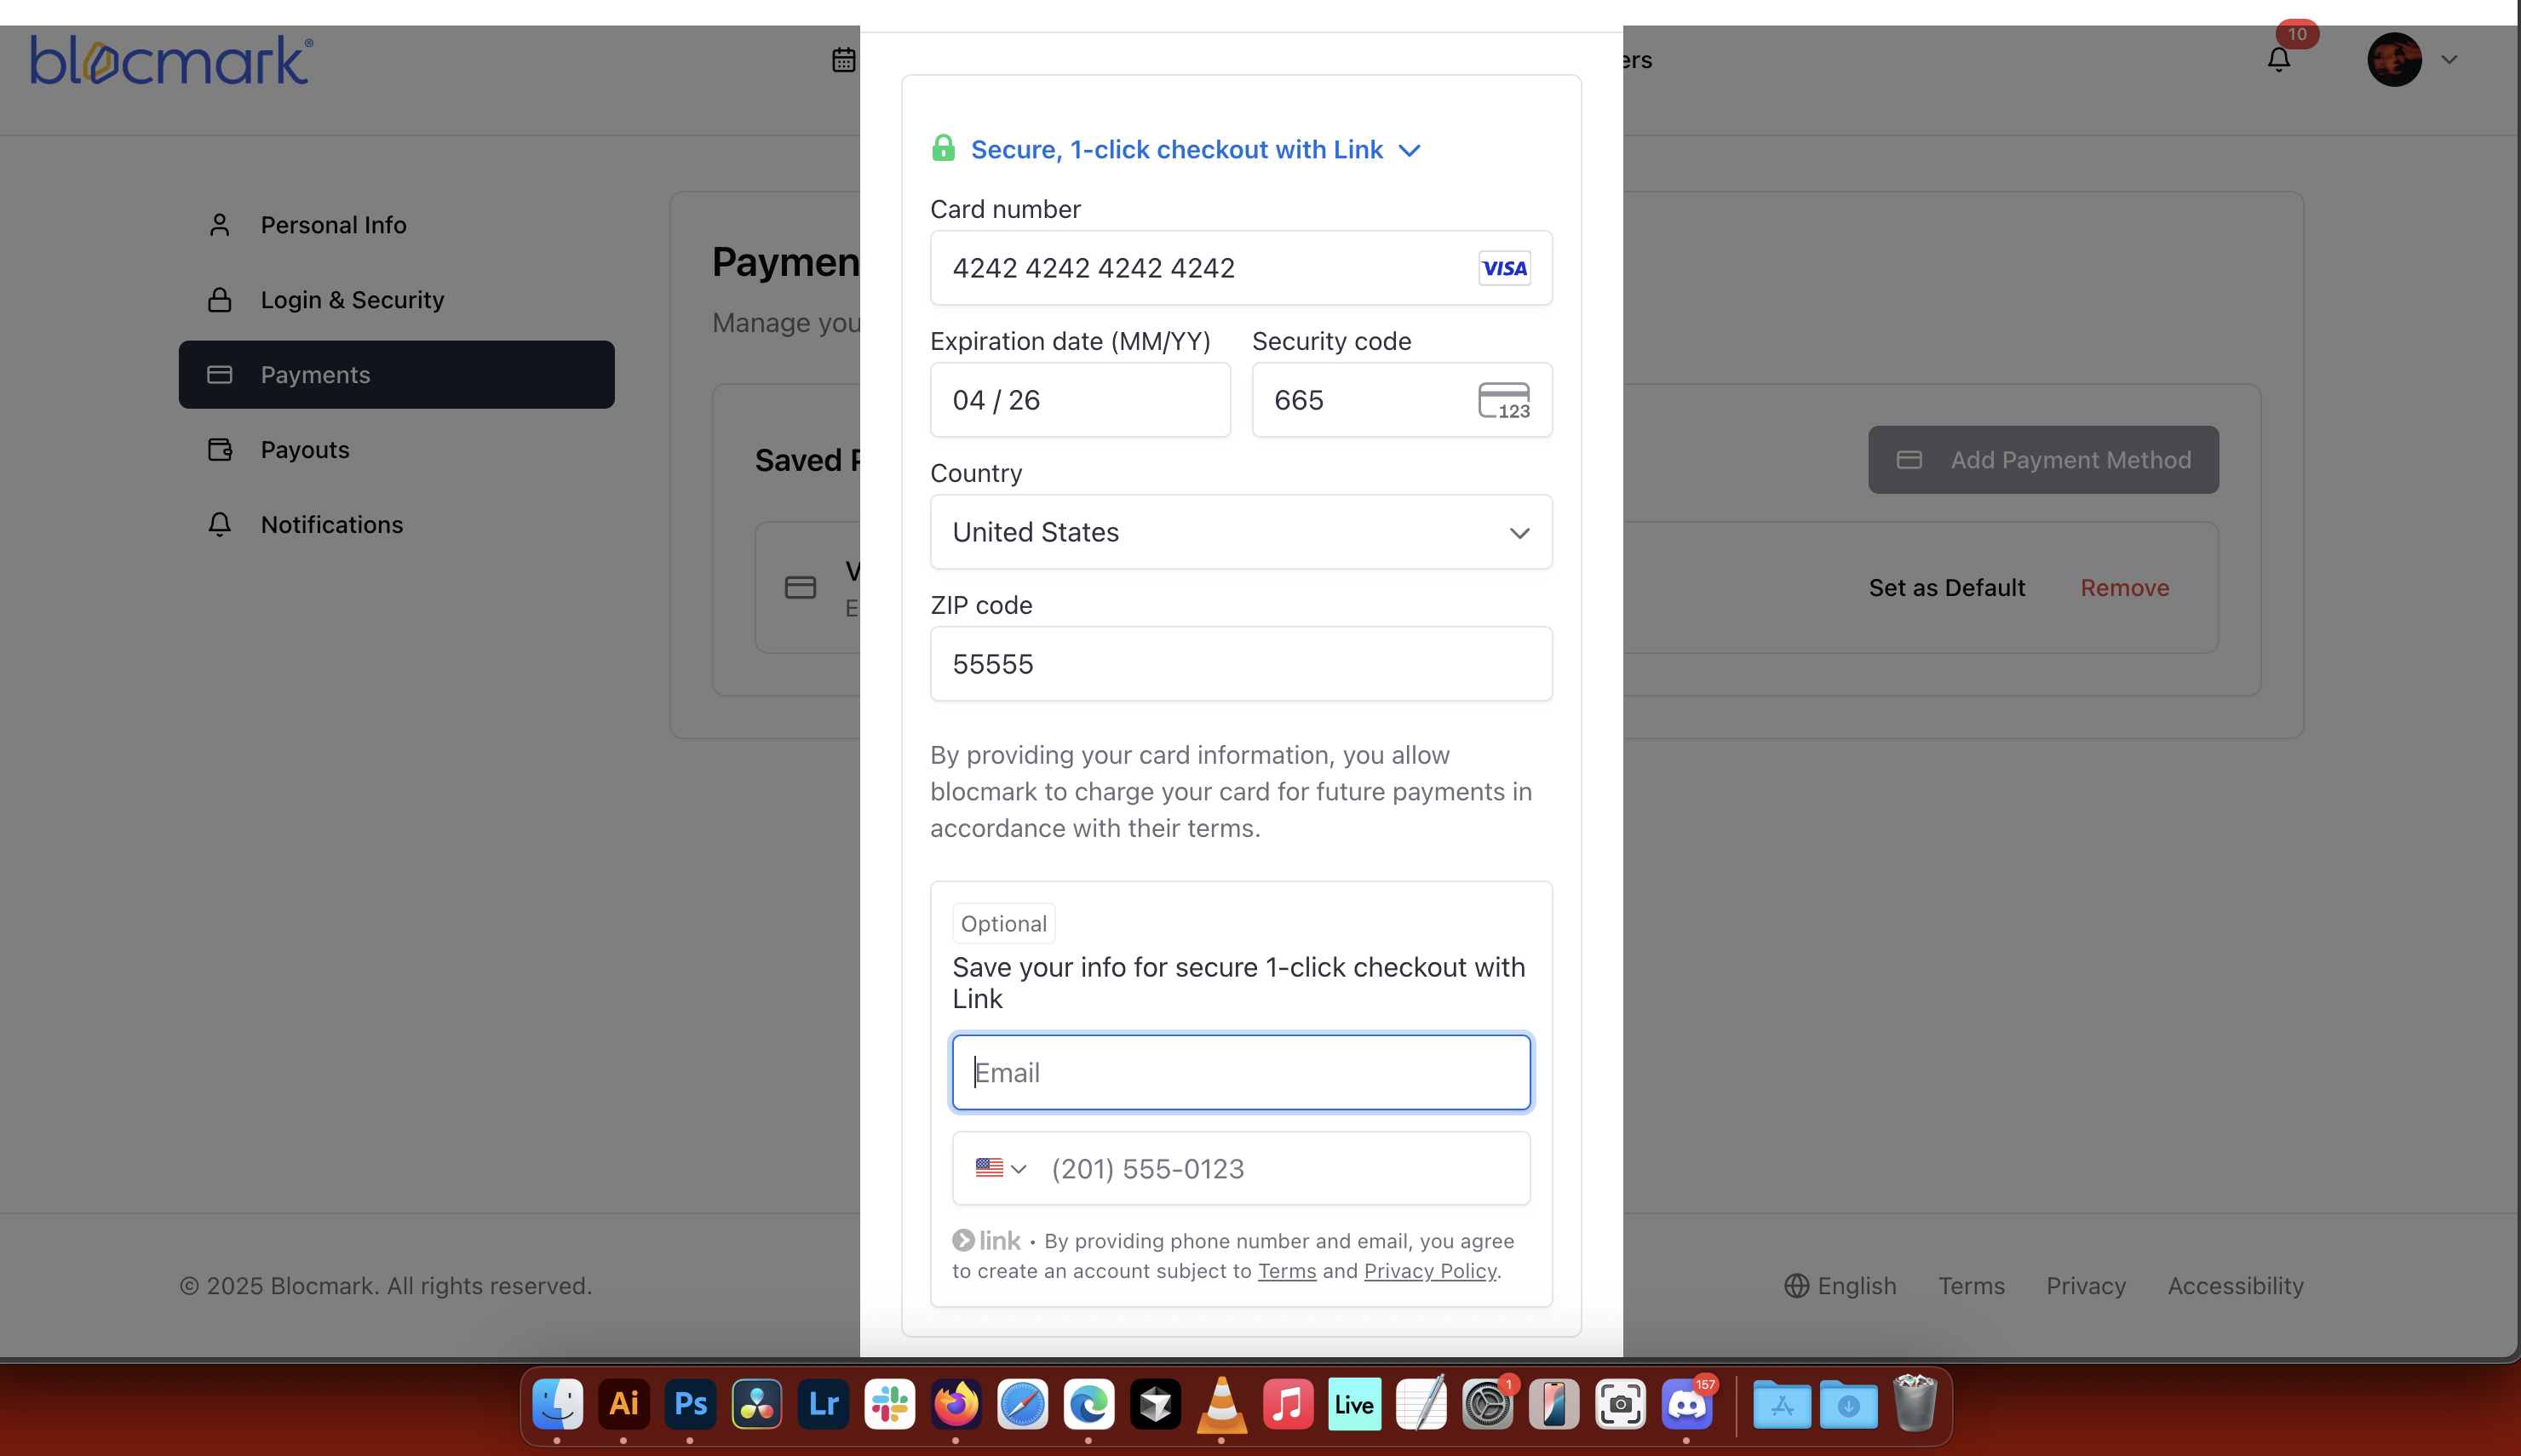 blocmark®
ers
10
Personal Info
Login & Security
Payments
Payouts
Notifications
Paymen
Manage you
Saved
Add Payment Method
V
E
Set as Default
Remove
Secure, 1-click checkout with Link
Card number
4242 4242 4242 4242
VISA
Expiration date (MM/YY)
Security code
04 / 26
665
123
Country
United States
ZIP code
55555
By providing your card information, you allow
blocmark to charge your card for future payments in
accordance with their terms.
Optional
Save your info for secure 1-click checkout with
Link
Email
(201) 555-0123
link • By providing phone number and email, you agree
to create an account subject to Terms and Privacy Policy.
© 2025 Blocmark. All rights reserved.
English
Terms
Privacy
Accessibility
Ai
Ps
Lr
Live
1
157